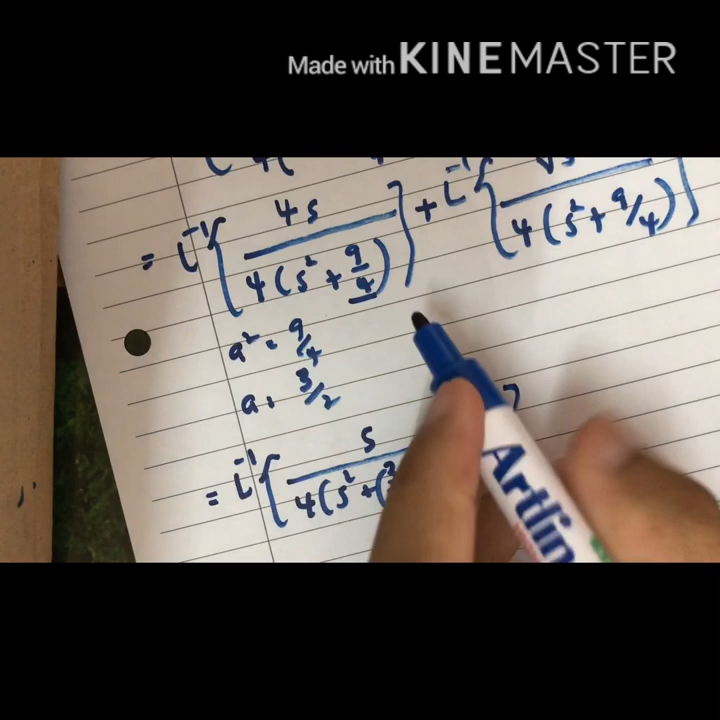 Made with KINEMASTER
= L⁻¹{ 4s / 4(s² + 9/4) } + L⁻¹{ / 4(s² + 9/4) }
a² = 9/4
a = 3/2
= L⁻¹{ s / 4(s² + (
Artlin